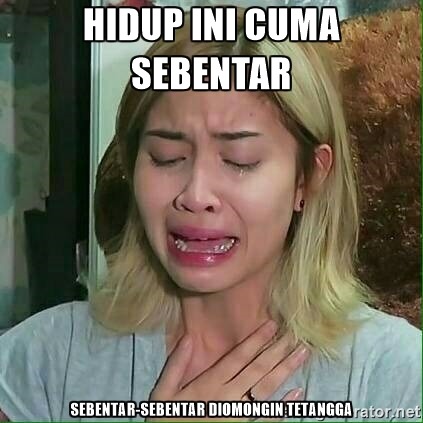 HIDUP INI CUMA
SEBENTAR
SEBENTAR-SEBENTAR DIOMONGIN TETANGGA
rator.net